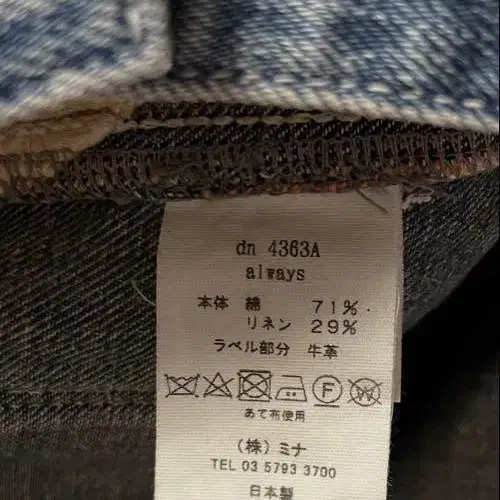 dn 4363A
always
本体 綿 71%
リネン 29%
ラベル部分 牛革
あて布使用
(株) ミナ
TEL 03 5793 3700
日本製